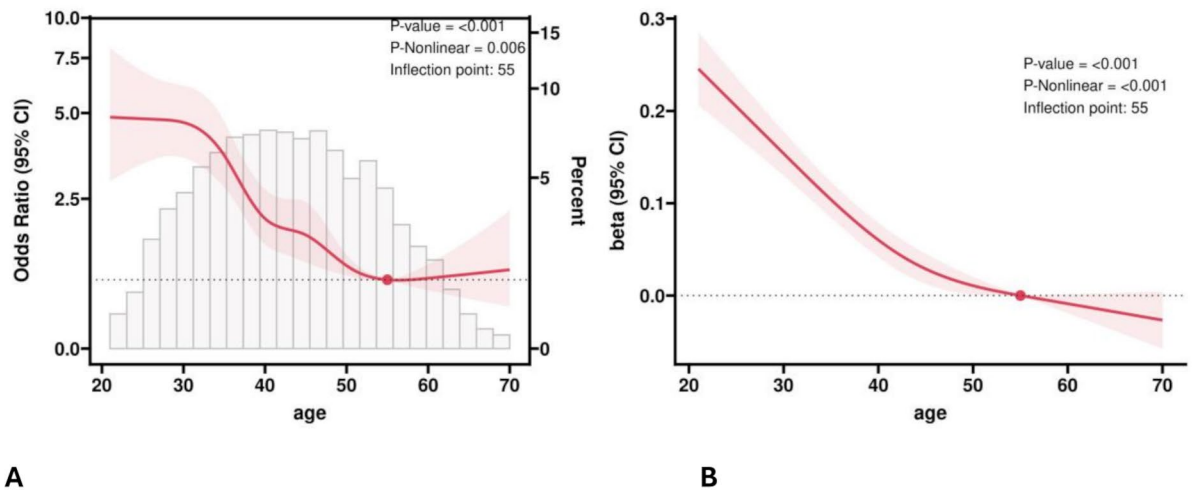 10.0
7.5
5.0
2.5
0.0
Odds Ratio (95% CI)
P-value = <0.001
P-Nonlinear = 0.006
Inflection point: 55
15
10
5
0
Percent
20 30 40 50 60 70
age
A
0.3
0.2
0.1
0.0
beta (95% CI)
P-value = <0.001
P-Nonlinear = <0.001
Inflection point: 55
20 30 40 50 60 70
age
B